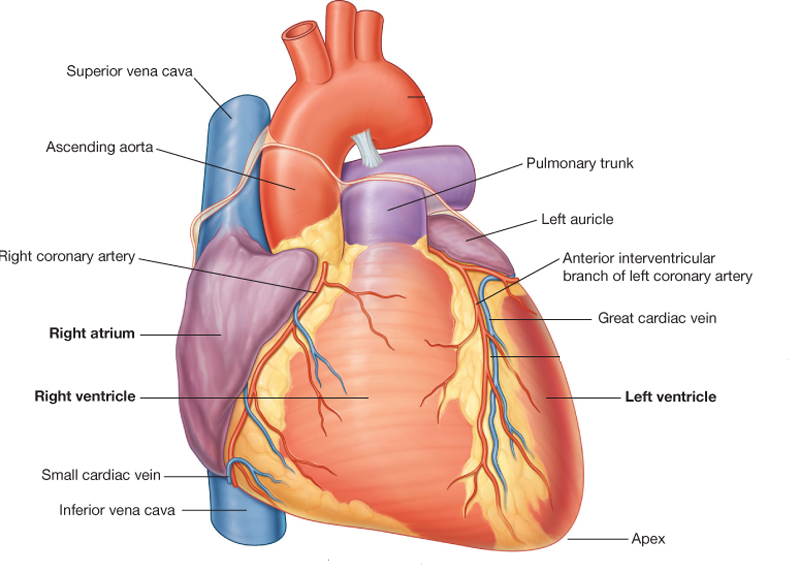 Superior vena cava
Ascending aorta
Pulmonary trunk
Left auricle
Right coronary artery
Anterior interventricular
branch of left coronary artery
Great cardiac vein
Right atrium
Right ventricle
Left ventricle
Small cardiac vein
Inferior vena cava
Apex